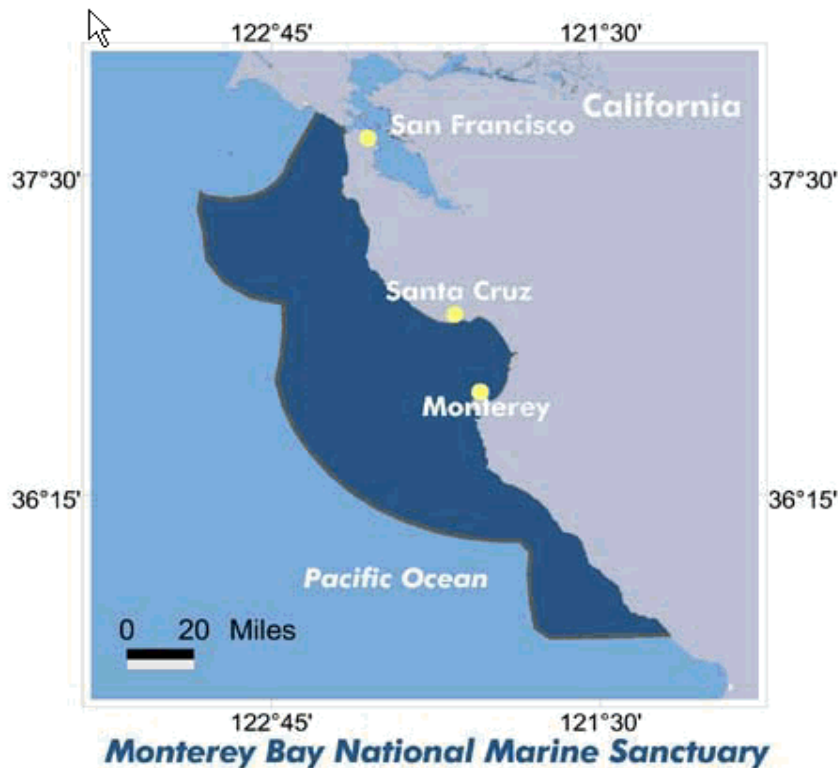 122°45' 121°30'
California
San Francisco
37°30' 37°30'
Santa Cruz
Monterey
36°15' 36°15'
Pacific Ocean
0 20 Miles
122°45' 121°30'
Monterey Bay National Marine Sanctuary